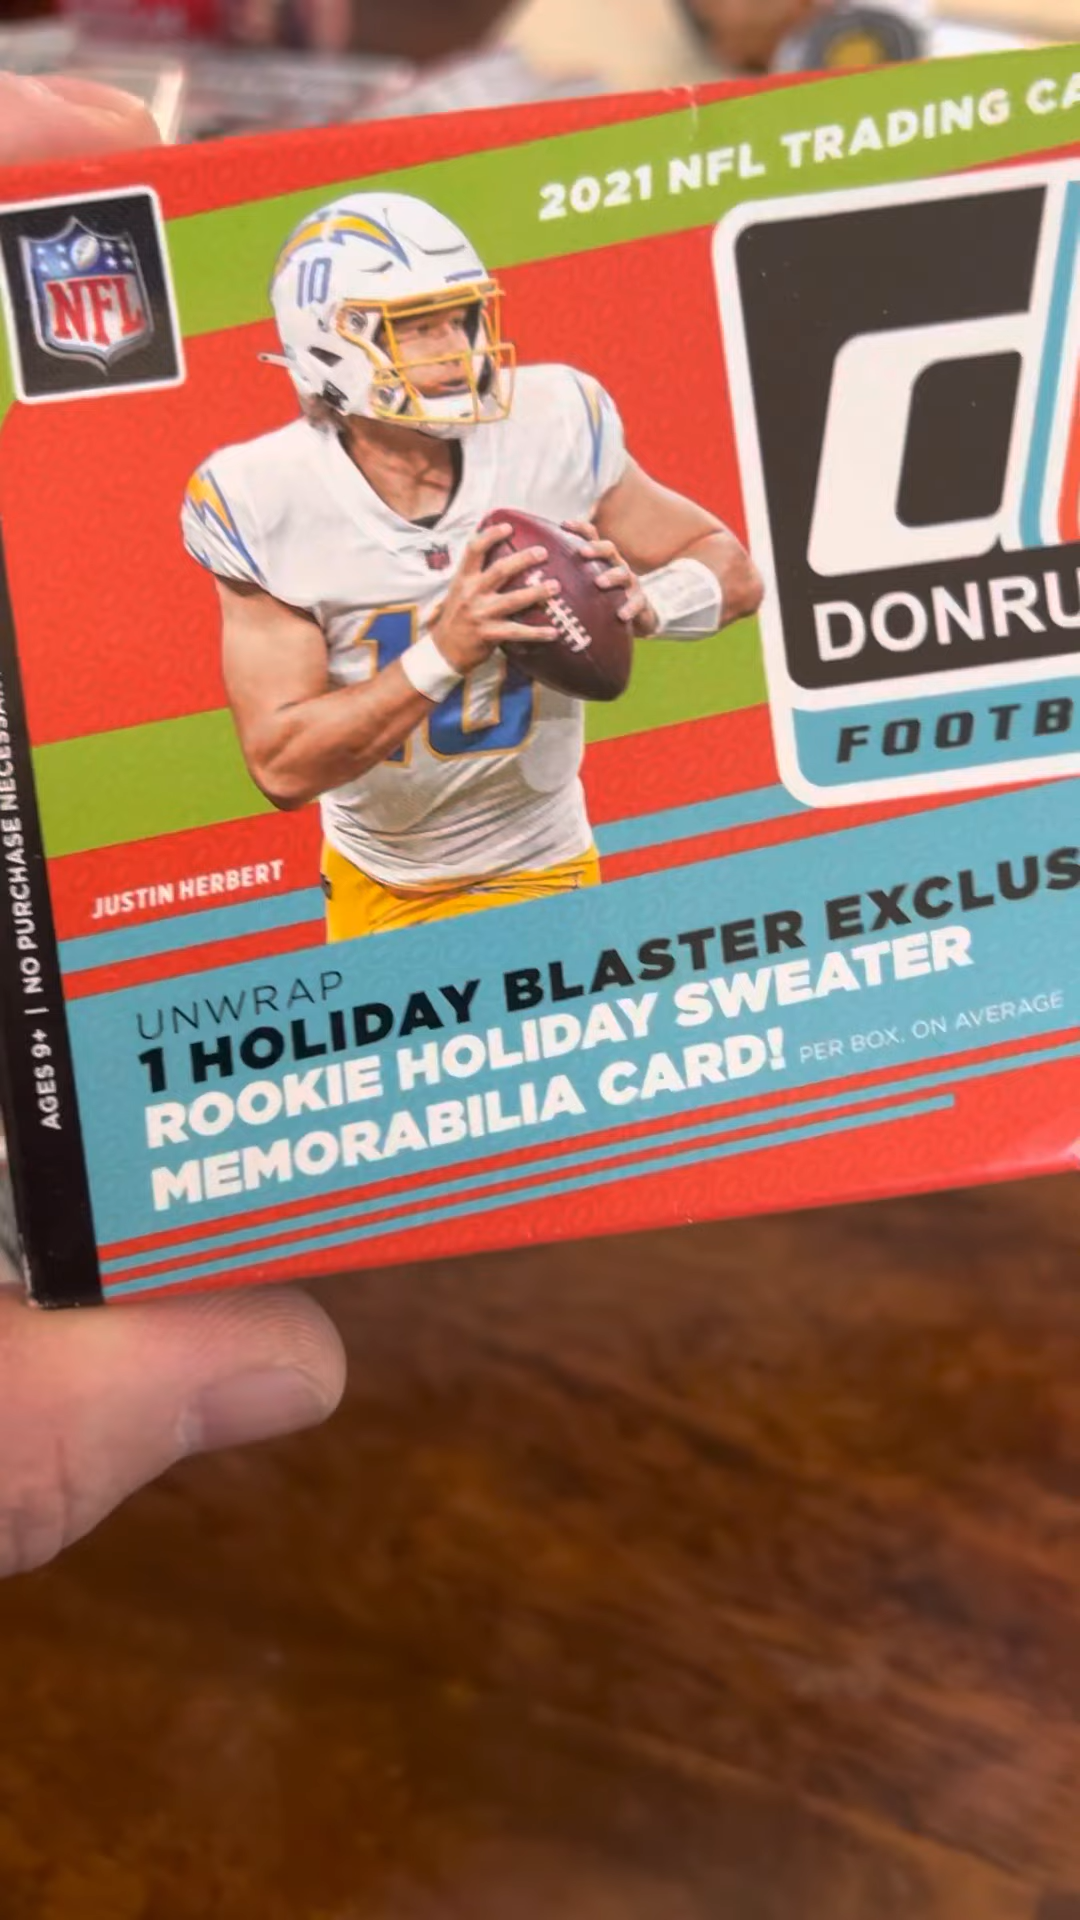 2021 NFL TRADING CA
NFL
10
10
DONRU
FOOTB
JUSTIN HERBERT
UNWRAP
1 HOLIDAY BLASTER EXCLUS
ROOKIE HOLIDAY SWEATER
MEMORABILIA CARD! PER BOX, ON AVERAGE
AGES 9+ | NO PURCHASE NECESSAR